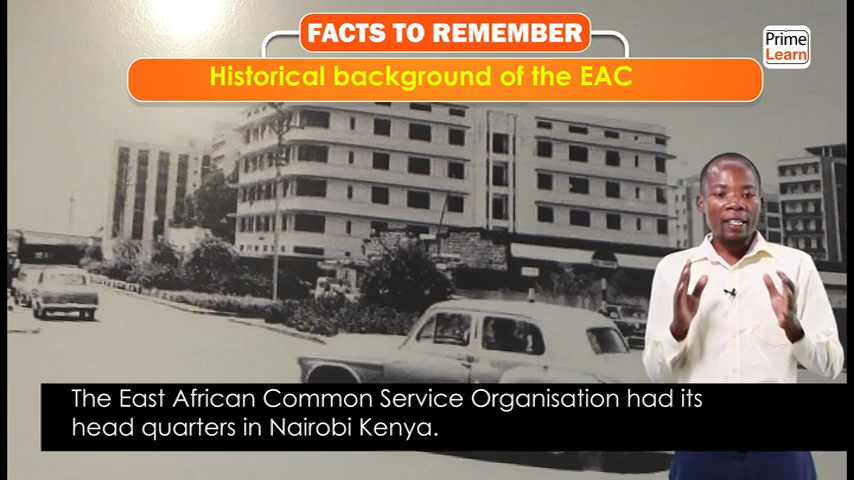 FACTS TO REMEMBER
Historical background of the EAC
Prime
Learn
The East African Common Service Organisation had its
head quarters in Nairobi Kenya.